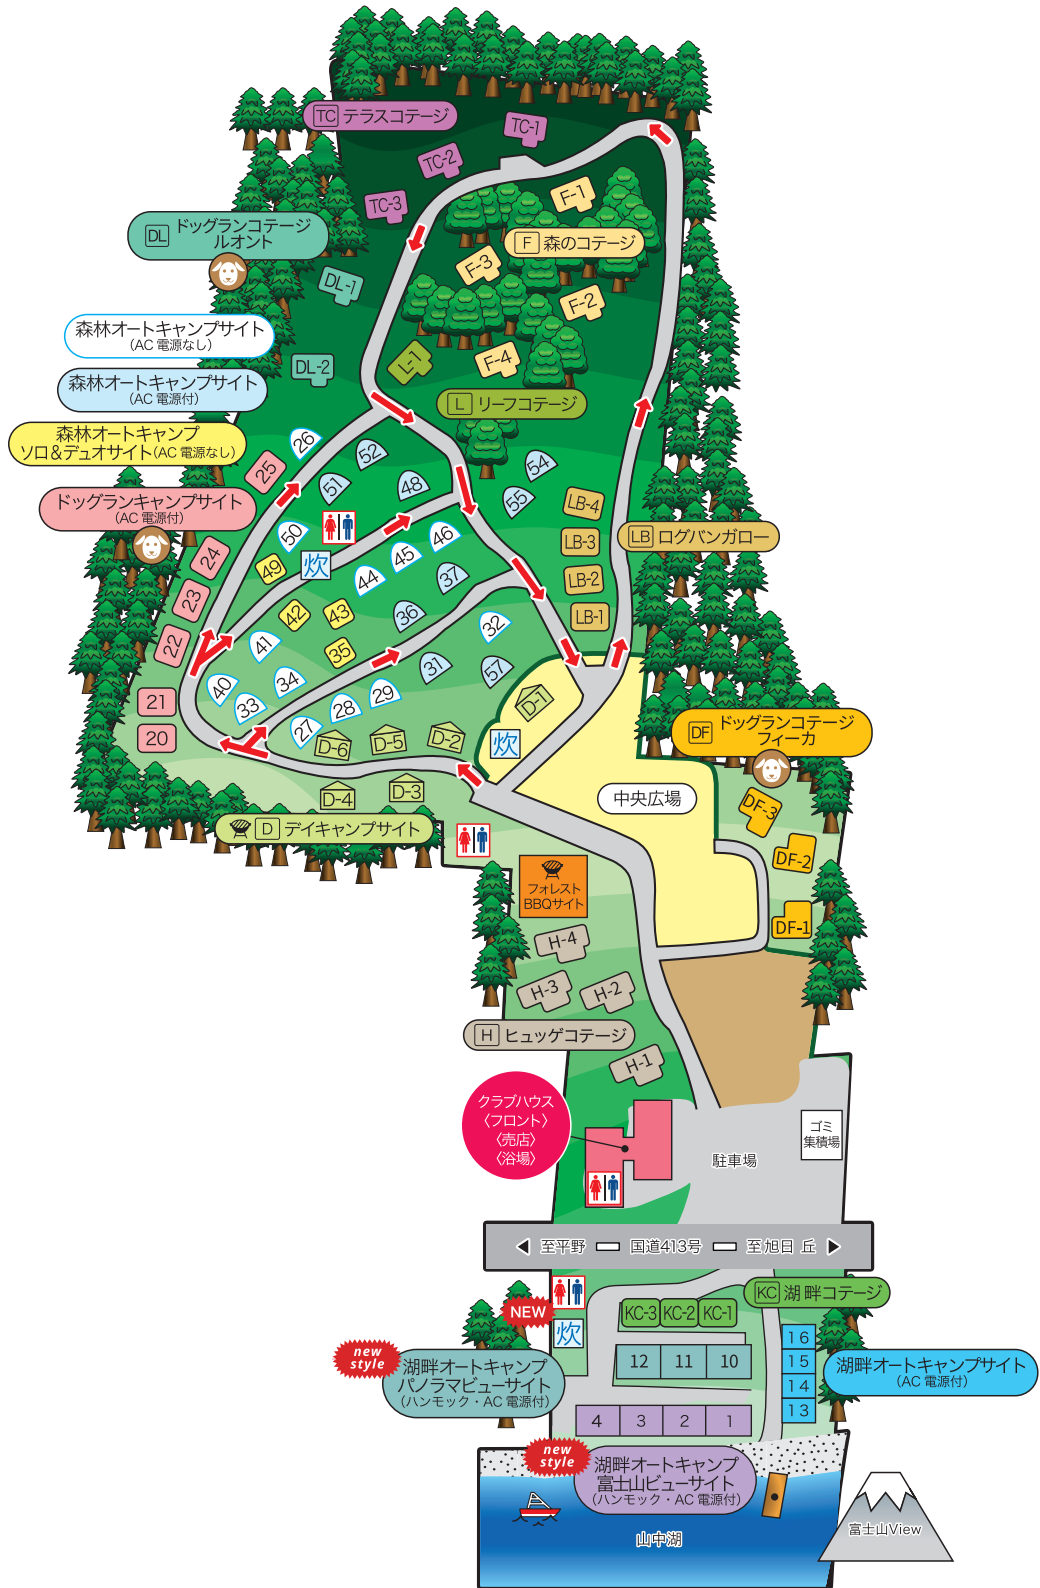 TC テラスコテージ
TC-1
TC-2
TC-3
DL ドッグランコテージ
ルオント
F-1
F 森のコテージ
F-3
DL-1
F-2
森林オートキャンプサイト
(AC 電源なし)
L-1
F-4
DL-2
森林オートキャンプサイト
(AC 電源付)
L リーフコテージ
森林オートキャンプ
ソロ&デュオサイト(AC 電源なし)
26
52
25
54
51
48
ドッグランキャンプサイト
(AC 電源付)
55
LB-4
LB ログバンガロー
50
46
LB-3
45
24
炊
49
44
37
LB-2
23
42
43
36
LB-1
22
41
35
32
40
34
31
57
21
33
28
29
D-1
20
27
D-6
D-5
D-2
炊
DF ドッグランコテージ
フィーカ
中央広場
D-4
D-3
DF-3
D デイキャンプサイト
DF-2
フォレスト
BBQサイト
DF-1
H-4
H-3
H-2
H ヒュッゲコテージ
H-1
クラブハウス
〈フロント〉
〈売店〉
〈浴場〉
ゴミ
集積場
駐車場
至平野
国道413号
至旭日 丘
KC 湖 畔コテージ
NEW
KC-3
KC-2
KC-1
炊
16
15
14
13
12
11
10
new
style
湖畔オートキャンプ
パノラマビューサイト
(ハンモック・AC 電源付)
湖畔オートキャンプサイト
(AC 電源付)
4
3
2
1
new
style
湖畔オートキャンプ
富士山ビューサイト
(ハンモック・AC 電源付)
山中湖
富士山View